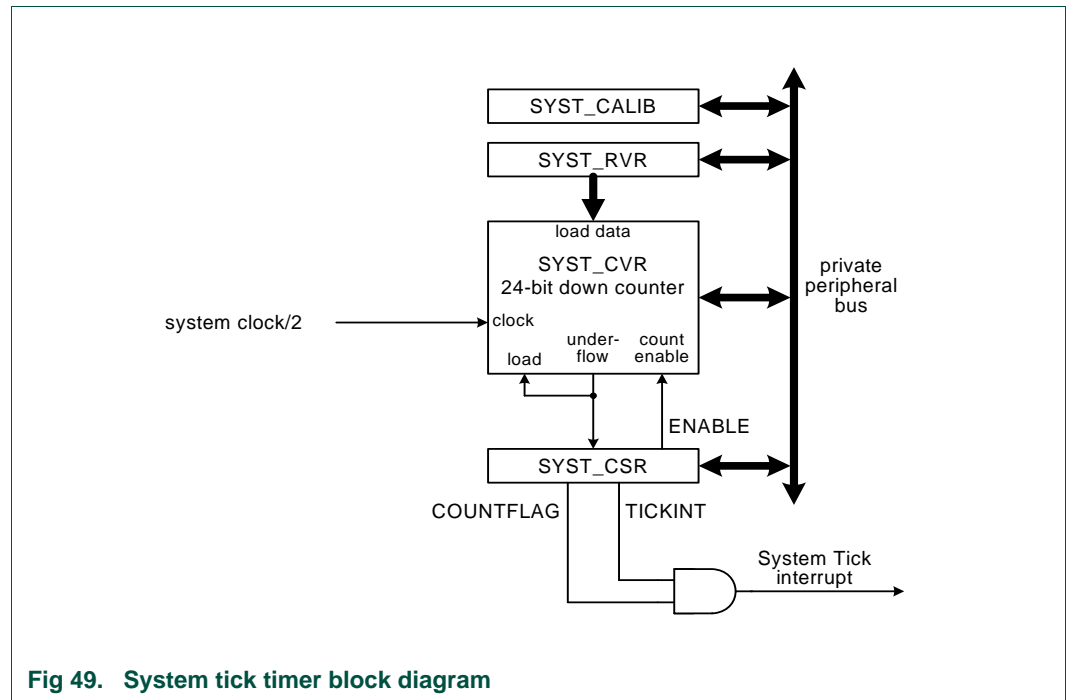 SYST_CALIB
SYST_RVR
load data
SYST_CVR
24-bit down counter
private
peripheral
bus
system clock/2
clock
load
under-
flow
count
enable
ENABLE
SYST_CSR
COUNTFLAG
TICKINT
System Tick
interrupt
Fig 49. System tick timer block diagram